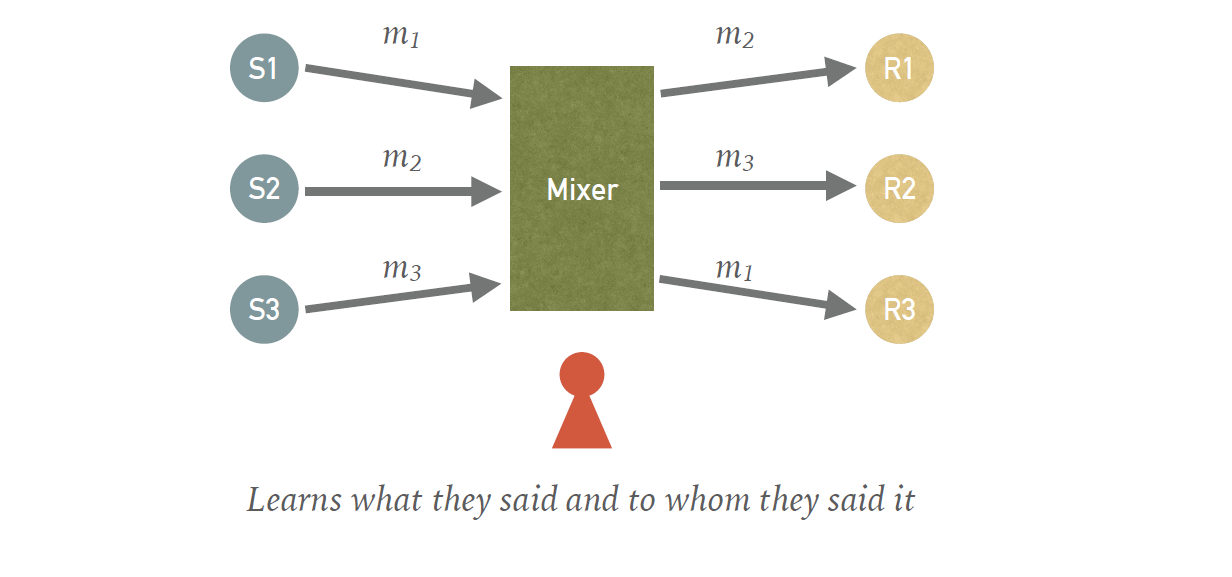 m1
m2
S1
R1
m2
m3
S2
Mixer
R2
m3
m1
S3
R3
Learns what they said and to whom they said it